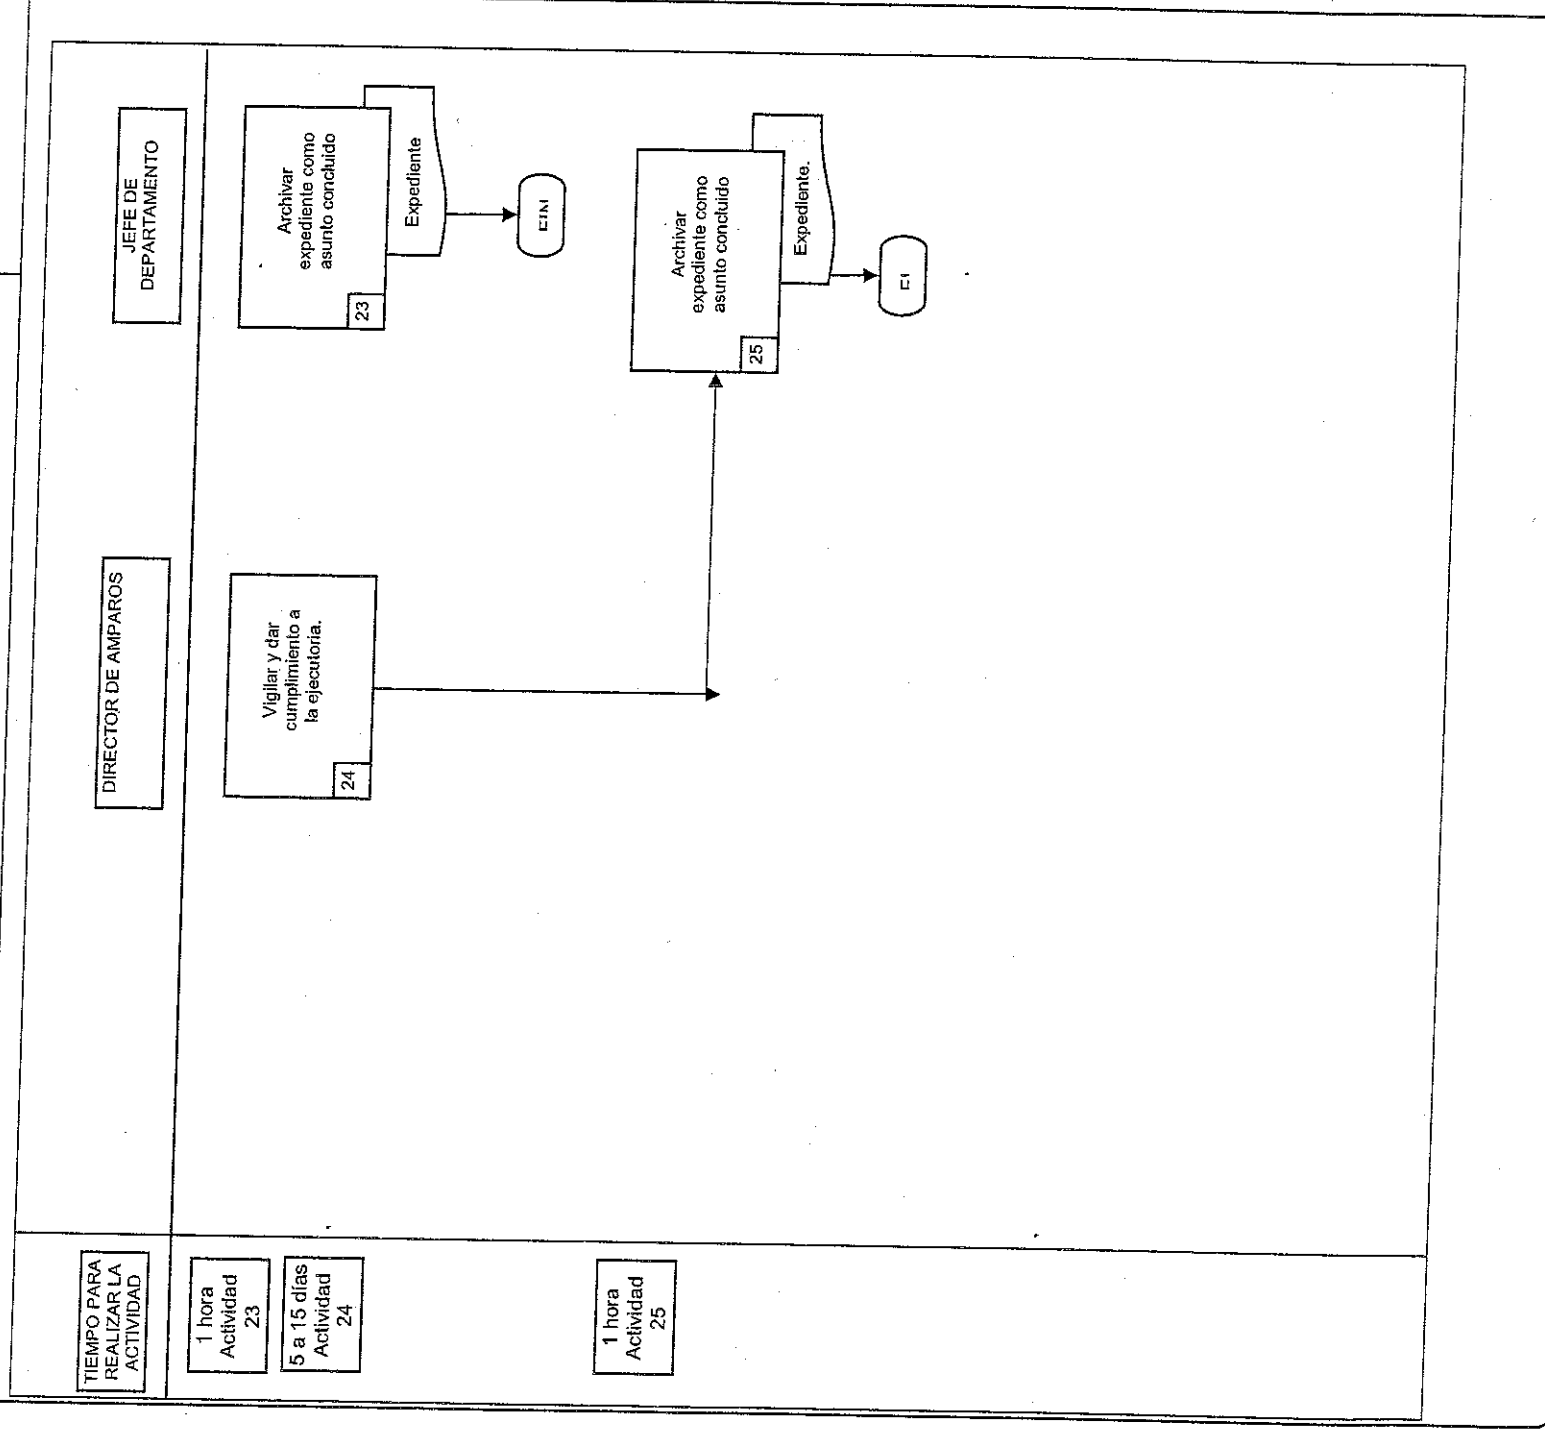 TIEMPO PARA
REALIZAR LA
ACTIVIDAD
DIRECTOR DE AMPAROS
JEFE DE
DEPARTAMENTO
1 hora
Actividad
23
5 a 15 días
Actividad
24
1 hora
Actividad
25
24
Vigilar y dar
cumplimiento a
la ejecutoria.
23
Archivar
expediente como
asunto concluido
Expediente
FIN
25
Archivar
expediente como
asunto concluido
Expediente.